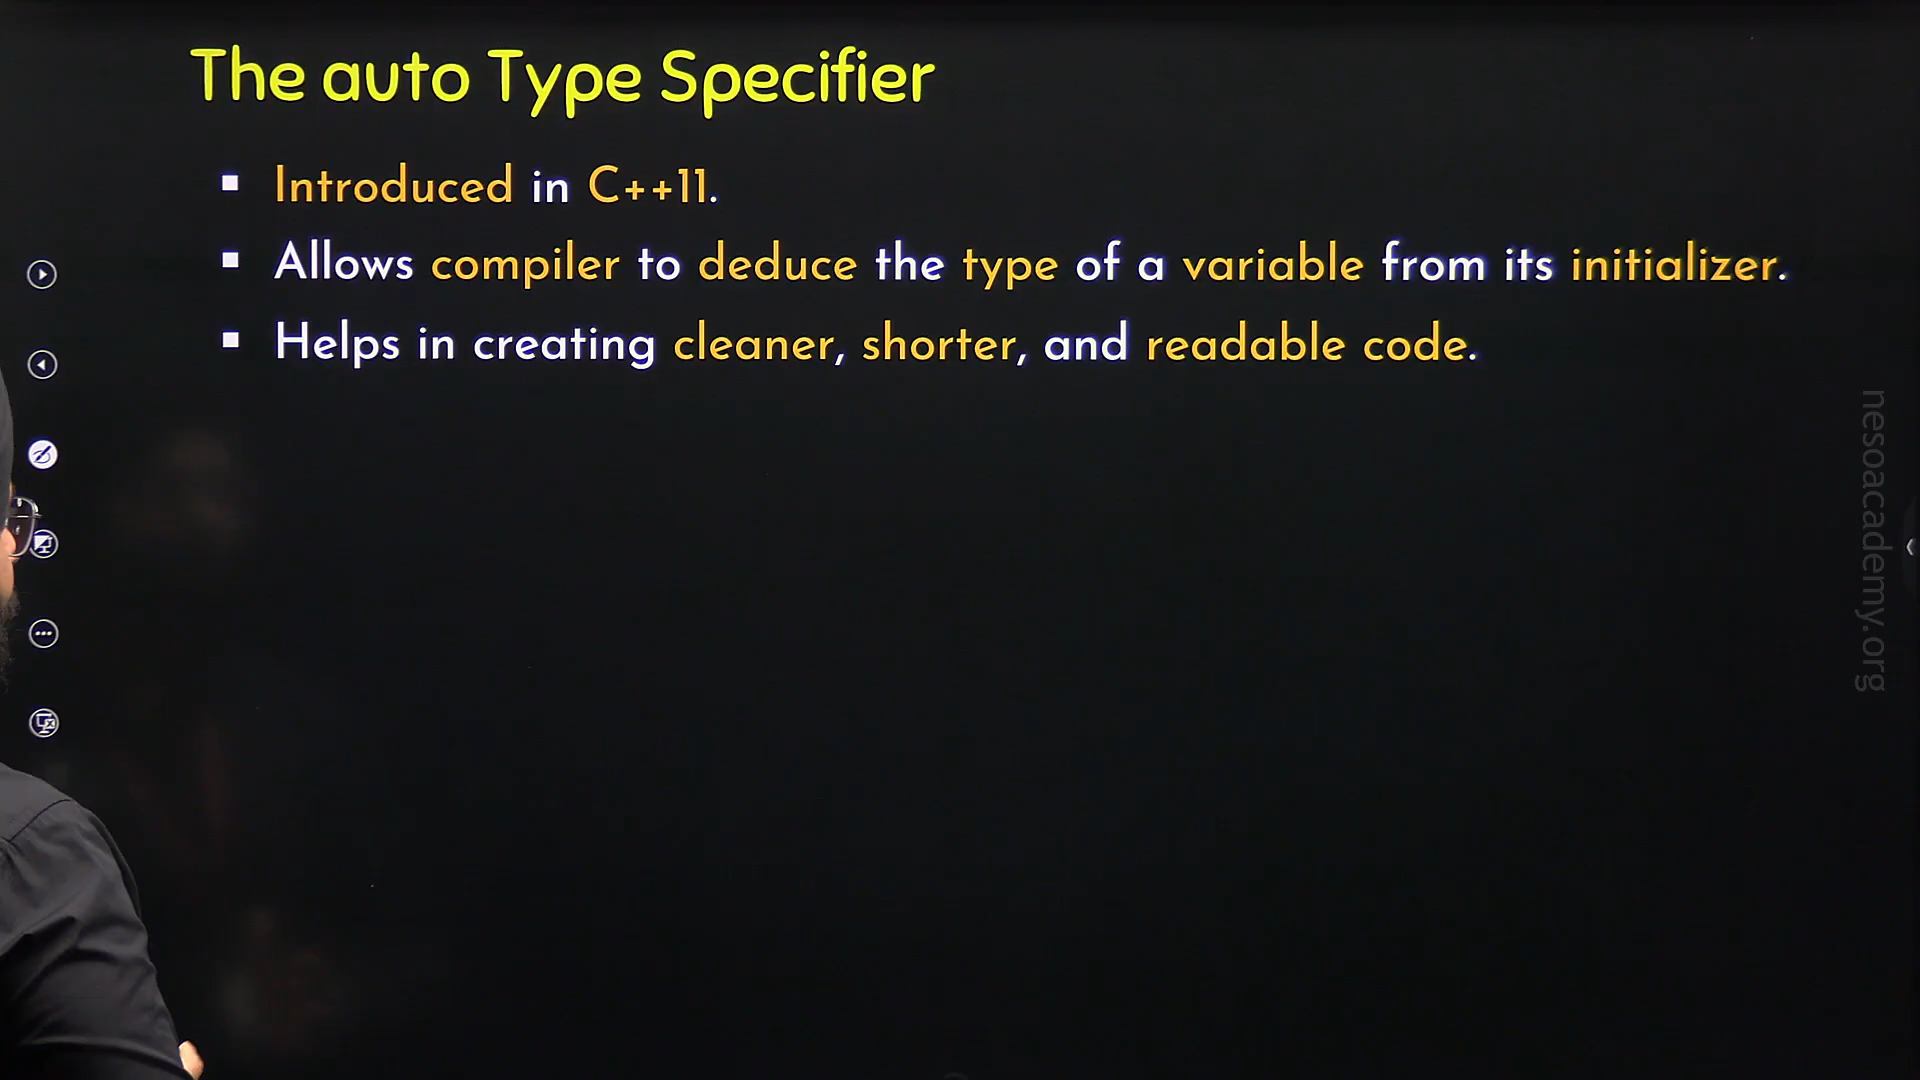 The auto Type Specifier
▪ Introduced in C++11.
▪ Allows compiler to deduce the type of a variable from its initializer.
▪ Helps in creating cleaner, shorter, and readable code.
nesoacademy.org